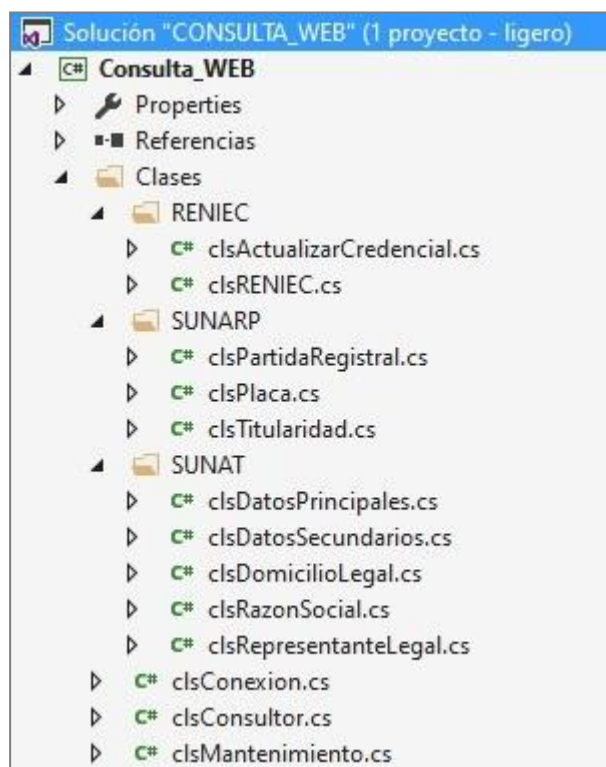 Solución "CONSULTA_WEB" (1 proyecto - ligero)
C# Consulta_WEB
Properties
Referencias
Clases
RENIEC
C# clsActualizarCredencial.cs
C# clsRENIEC.cs
SUNARP
C# clsPartidaRegistral.cs
C# clsPlaca.cs
C# clsTitularidad.cs
SUNAT
C# clsDatosPrincipales.cs
C# clsDatosSecundarios.cs
C# clsDomicilioLegal.cs
C# clsRazonSocial.cs
C# clsRepresentanteLegal.cs
C# clsConexion.cs
C# clsConsultor.cs
C# clsMantenimiento.cs